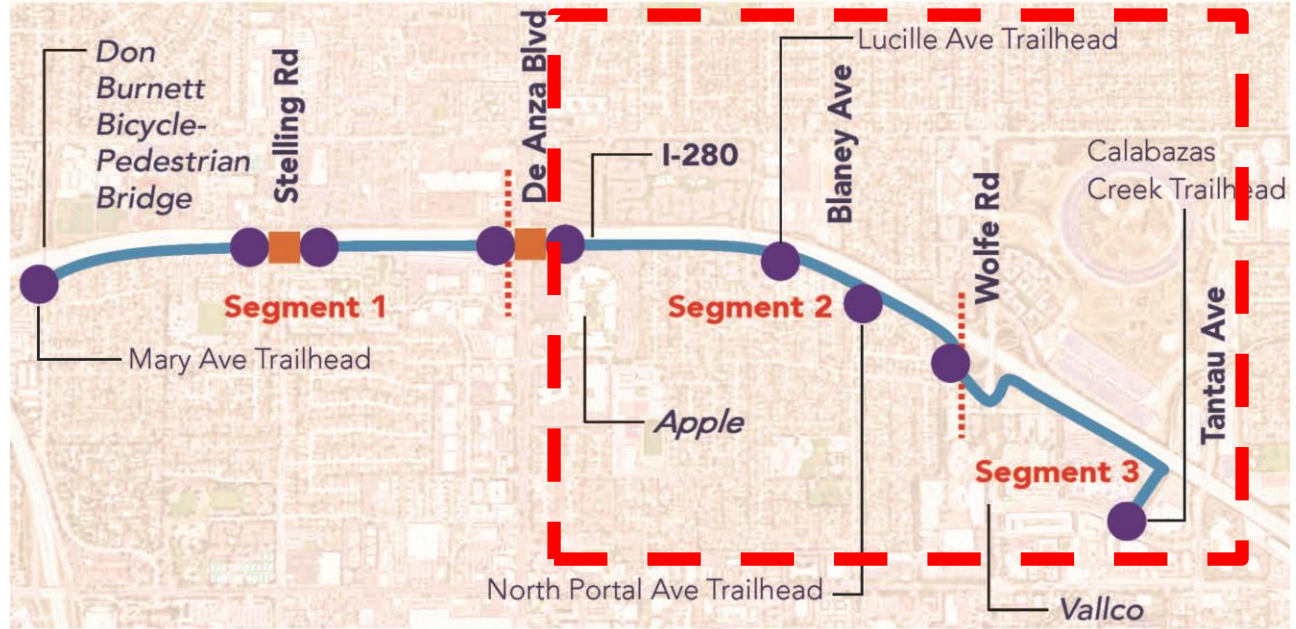 Don
Burnett
Bicycle-
Pedestrian
Bridge
Stelling Rd
De Anza Blvd
I-280
Lucille Ave Trailhead
Blaney Ave
Wolfe Rd
Calabazas
Creek Trailhead
Tantau Ave
Segment 1
Segment 2
Mary Ave Trailhead
Apple
Segment 3
North Portal Ave Trailhead
Vallco